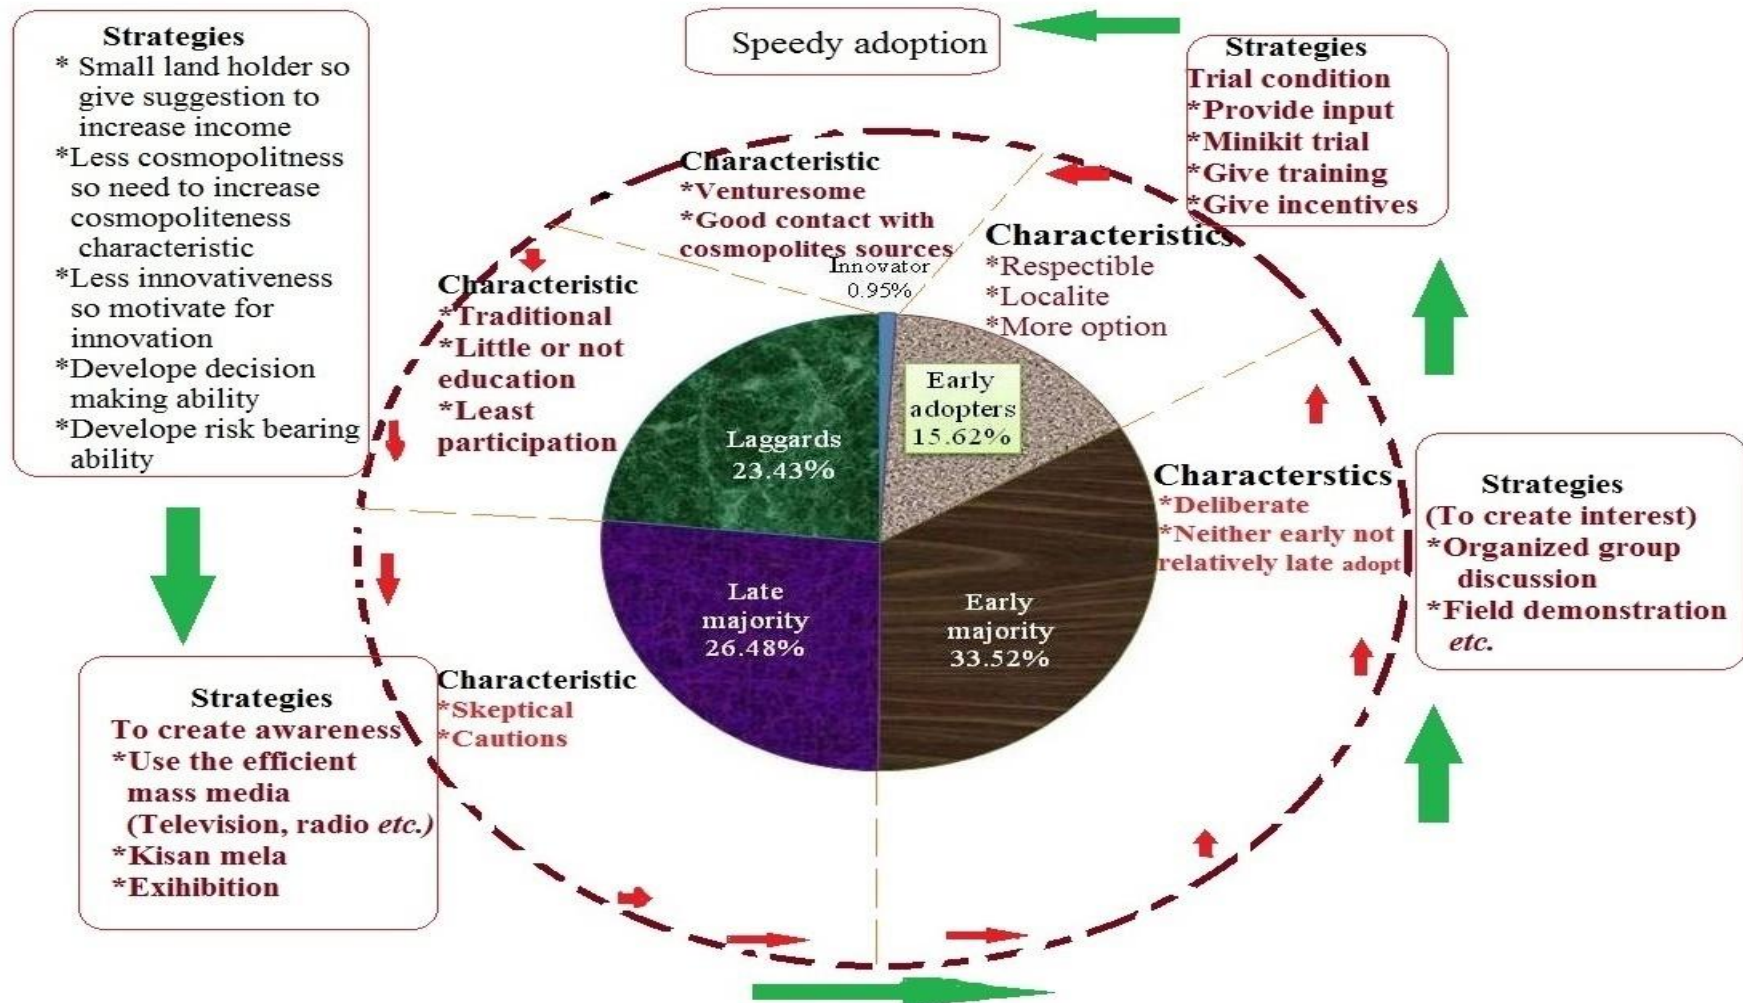 Strategies
* Small land holder so
give suggestion to
increase income
*Less cosmopolitness
so need to increase
cosmopoliteness
characteristic
*Less innovativeness
so motivate for
innovation
*Develope decision
making ability
*Develope risk bearing
ability
Speedy adoption
Strategies
Trial condition
*Provide input
*Minikit trial
*Give training
*Give incentives
Characteristic
*Venturesome
*Good contact with
cosmopolites sources
Innovator
0.95%
Characteristics
*Respectible
*Localite
*More option
Characteristic
*Traditional
*Little or not
education
*Least
participation
Laggards
23.43%
Early
adopters
15.62%
Characterstics
*Deliberate
*Neither early not
relatively late adopt
Strategies
(To create interest)
*Organized group
discussion
*Field demonstration
etc.
Late
majority
26.48%
Early
majority
33.52%
Characteristic
*Skeptical
*Cautions
Strategies
To create awareness
*Use the efficient
mass media
(Television, radio etc.)
*Kisan mela
*Exihibition